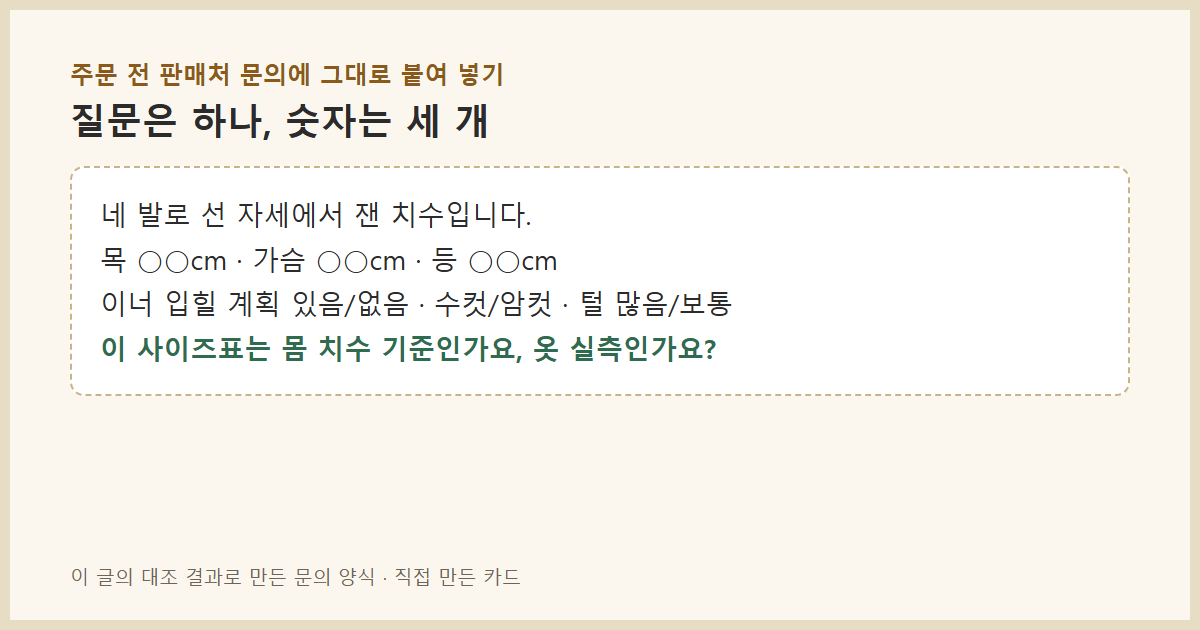 주문 전 판매처 문의에 그대로 붙여 넣기
질문은 하나, 숫자는 세 개
네 발로 선 자세에서 잰 치수입니다.
목 ○○cm · 가슴 ○○cm · 등 ○○cm
이너 입힐 계획 있음/없음 · 수컷/암컷 · 털 많음/보통
이 사이즈표는 몸 치수 기준인가요, 옷 실측인가요?
이 글의 대조 결과로 만든 문의 양식 · 직접 만든 카드